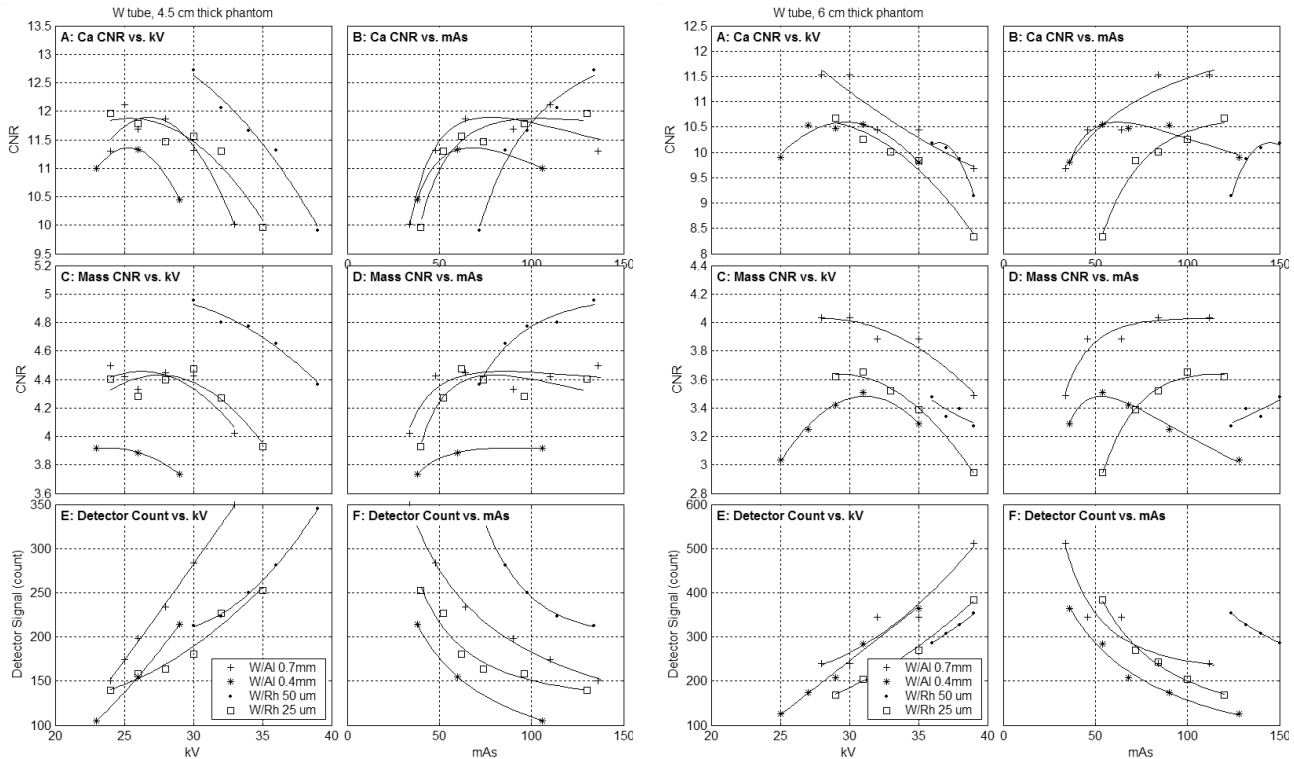 W tube, 4.5 cm thick phantom
A: Ca CNR vs. kV
B: Ca CNR vs. mAs
CNR
13.5
13
12.5
12
11.5
11
10.5
10
9.5
0
50
100
150
C: Mass CNR vs. kV
D: Mass CNR vs. mAs
CNR
5.2
5
4.8
4.6
4.4
4.2
4
3.8
3.6
E: Detector Count vs. kV
F: Detector Count vs. mAs
Detector Signal (count)
350
300
250
200
150
100
W/Al 0.7mm
W/Al 0.4mm
W/Rh 50 um
W/Rh 25 um
20
25
30
35
40
kV
0
50
100
150
mAs
W tube, 6 cm thick phantom
A: Ca CNR vs. kV
B: Ca CNR vs. mAs
CNR
12.5
12
11.5
11
10.5
10
9.5
9
8.5
8
0
50
100
150
C: Mass CNR vs. kV
D: Mass CNR vs. mAs
CNR
4.4
4.2
4
3.8
3.6
3.4
3.2
3
2.8
E: Detector Count vs. kV
F: Detector Count vs. mAs
Detector Signal (count)
600
500
400
300
200
100
0
W/Al 0.7mm
W/Al 0.4mm
W/Rh 50 um
W/Rh 25 um
20
25
30
35
40
kV
0
50
100
150
mAs